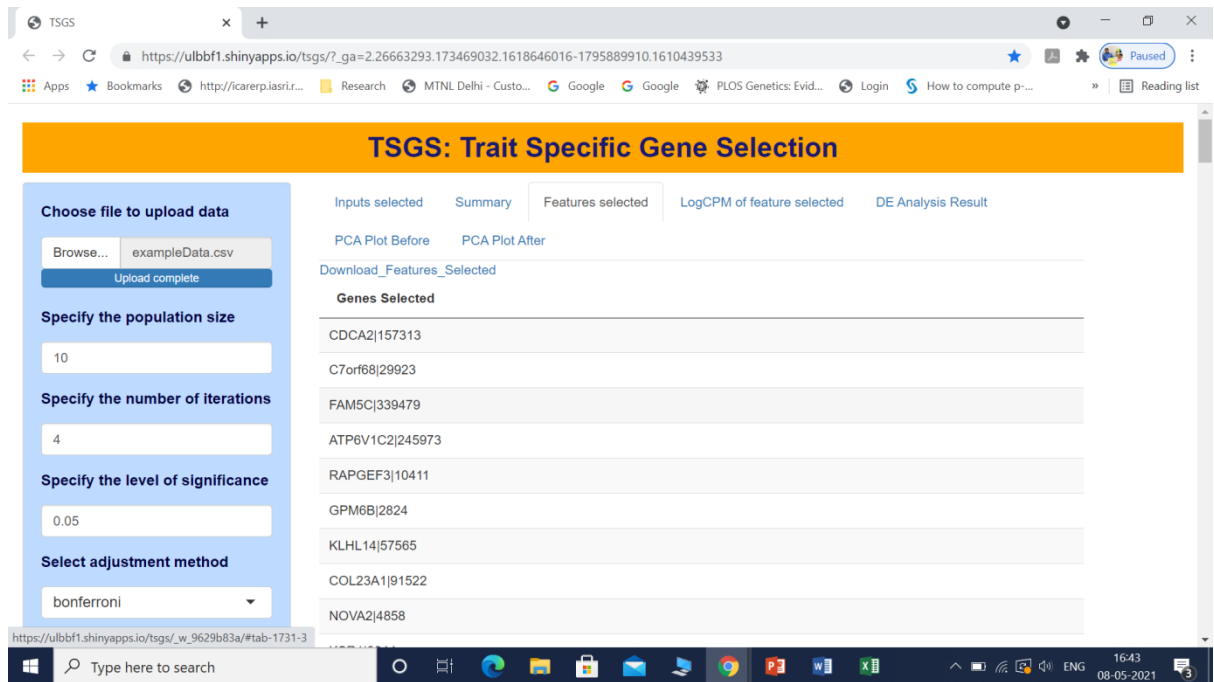 TSGS
https://ulbbf1.shinyapps.io/tsgs/?_ga=2.26663293.173469032.1618646016-1795889910.1610439533
Paused
Apps Bookmarks http://icarerp.iasri.r... Research MTNL Delhi - Custo... Google Google PLOS Genetics: Evid... Login How to compute p-... » Reading list
TSGS: Trait Specific Gene Selection
Choose file to upload data
Browse... exampleData.csv
Upload complete
Specify the population size
10
Specify the number of iterations
4
Specify the level of significance
0.05
Select adjustment method
bonferroni
Inputs selected Summary Features selected LogCPM of feature selected DE Analysis Result
PCA Plot Before PCA Plot After
Download_Features_Selected
Genes Selected
CDCA2|157313
C7orf68|29923
FAM5C|339479
ATP6V1C2|245973
RAPGEF3|10411
GPM6B|2824
KLHL14|57565
COL23A1|91522
NOVA2|4858
https://ulbbf1.shinyapps.io/tsgs/_w_9629b83a/#tab-1731-3
Type here to search
ENG
16:43
08-05-2021
3